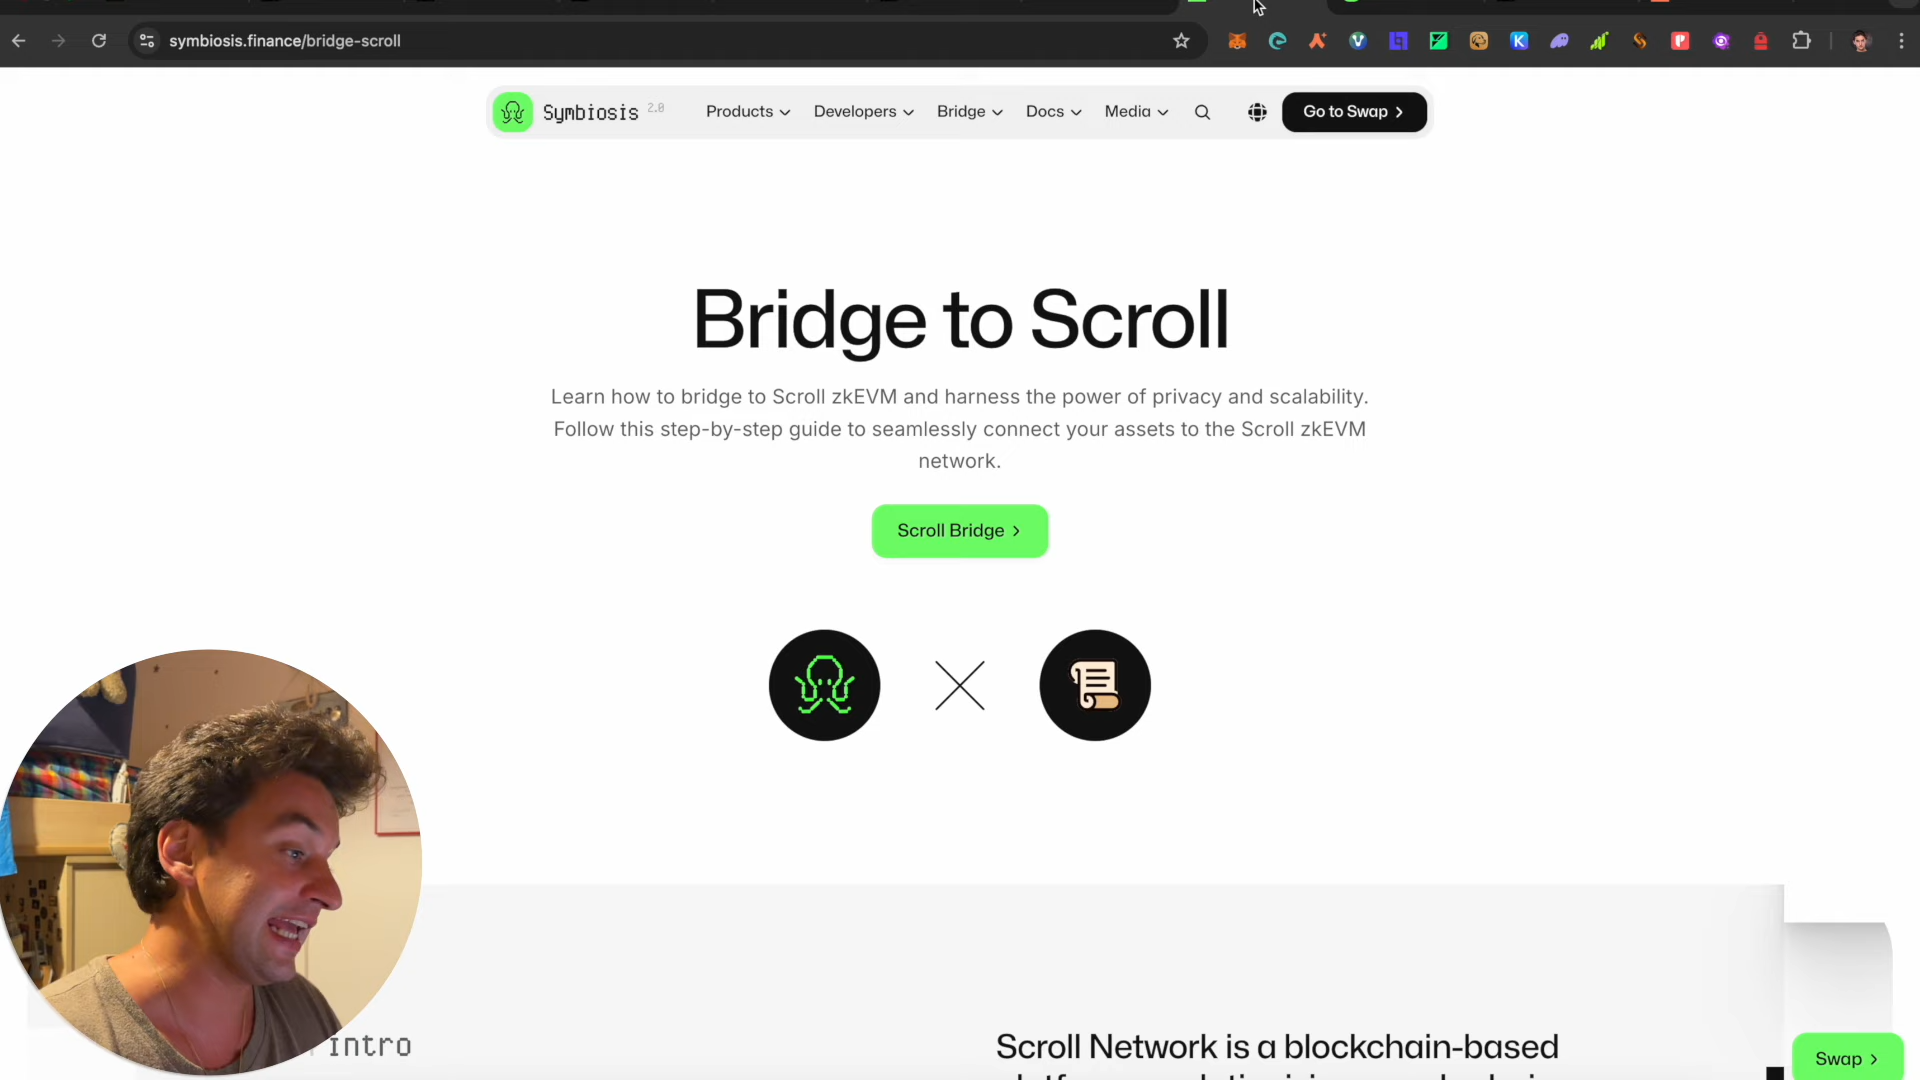 symbiosis.finance/bridge-scroll
Symbiosis 2.0
Products
Developers
Bridge
Docs
Media
Go to Swap
Bridge to Scroll
Learn how to bridge to Scroll zkEVM and harness the power of privacy and scalability.
Follow this step-by-step guide to seamlessly connect your assets to the Scroll zkEVM
network.
Scroll Bridge
intro
Scroll Network is a blockchain-based
Swap